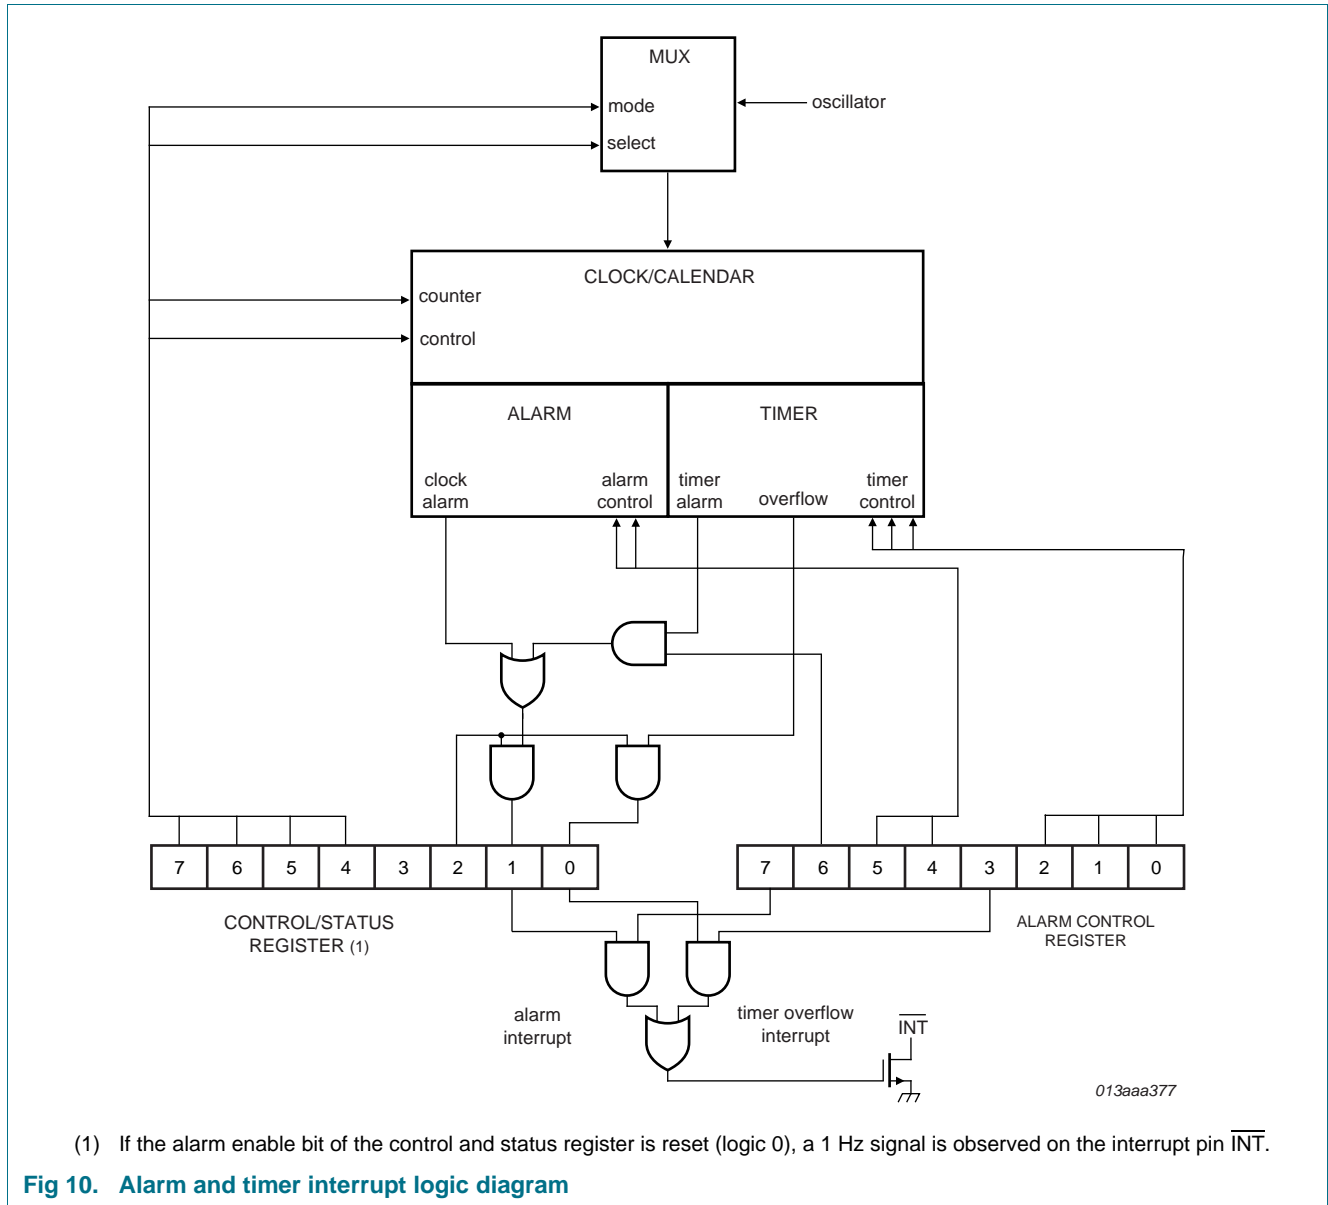 MUX
mode
oscillator
select
CLOCK/CALENDAR
counter
control
ALARM
TIMER
clock
alarm
alarm
control
timer
alarm
overflow
timer
control
7 6 5 4 3 2 1 0
7 6 5 4 3 2 1 0
CONTROL/STATUS
REGISTER (1)
ALARM CONTROL
REGISTER
alarm
interrupt
timer overflow
interrupt
INT
013aaa377
(1) If the alarm enable bit of the control and status register is reset (logic 0), a 1 Hz signal is observed on the interrupt pin INT.
Fig 10. Alarm and timer interrupt logic diagram